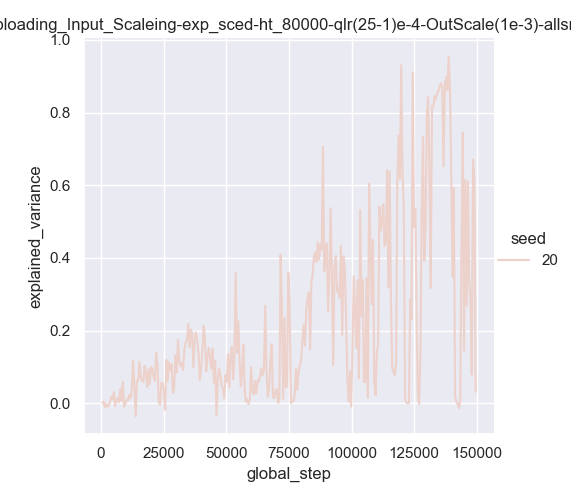 ploading_Input_Scaleing-exp_sced-ht_80000-qlr(25-1)e-4-OutScale(1e-3)-allsr
1.0
0.8
0.6
0.4
0.2
0.0
explained_variance
0 25000 50000 75000 100000 125000 150000
global_step
seed
20